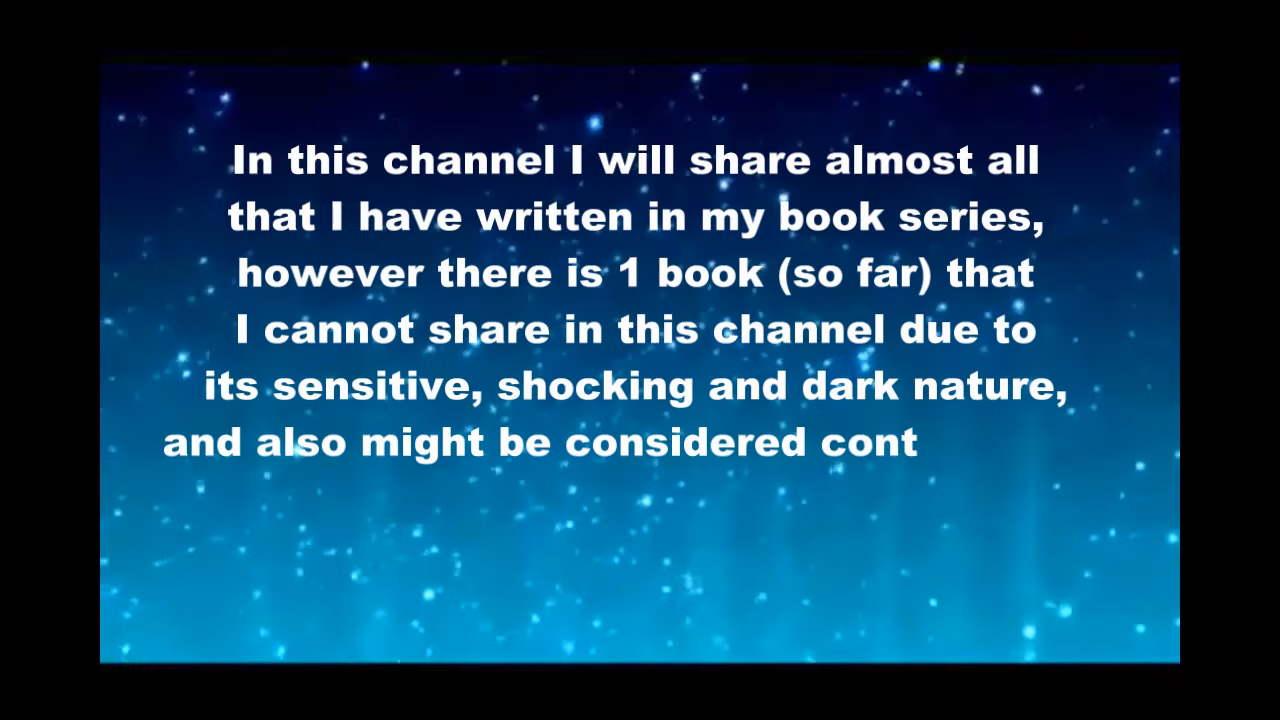 In this channel I will share almost all
that I have written in my book series,
however there is 1 book (so far) that
I cannot share in this channel due to
its sensitive, shocking and dark nature,
and also might be considered cont